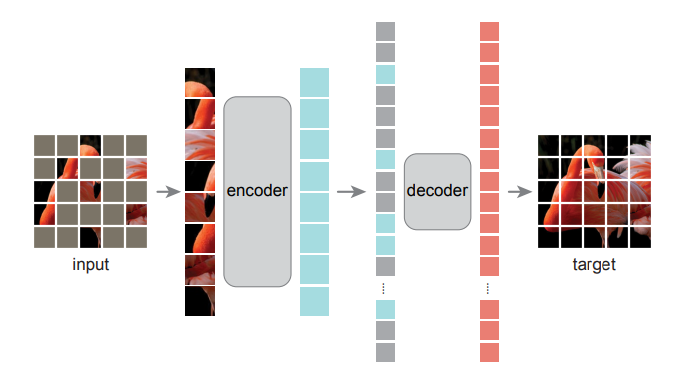 input
encoder
decoder
target